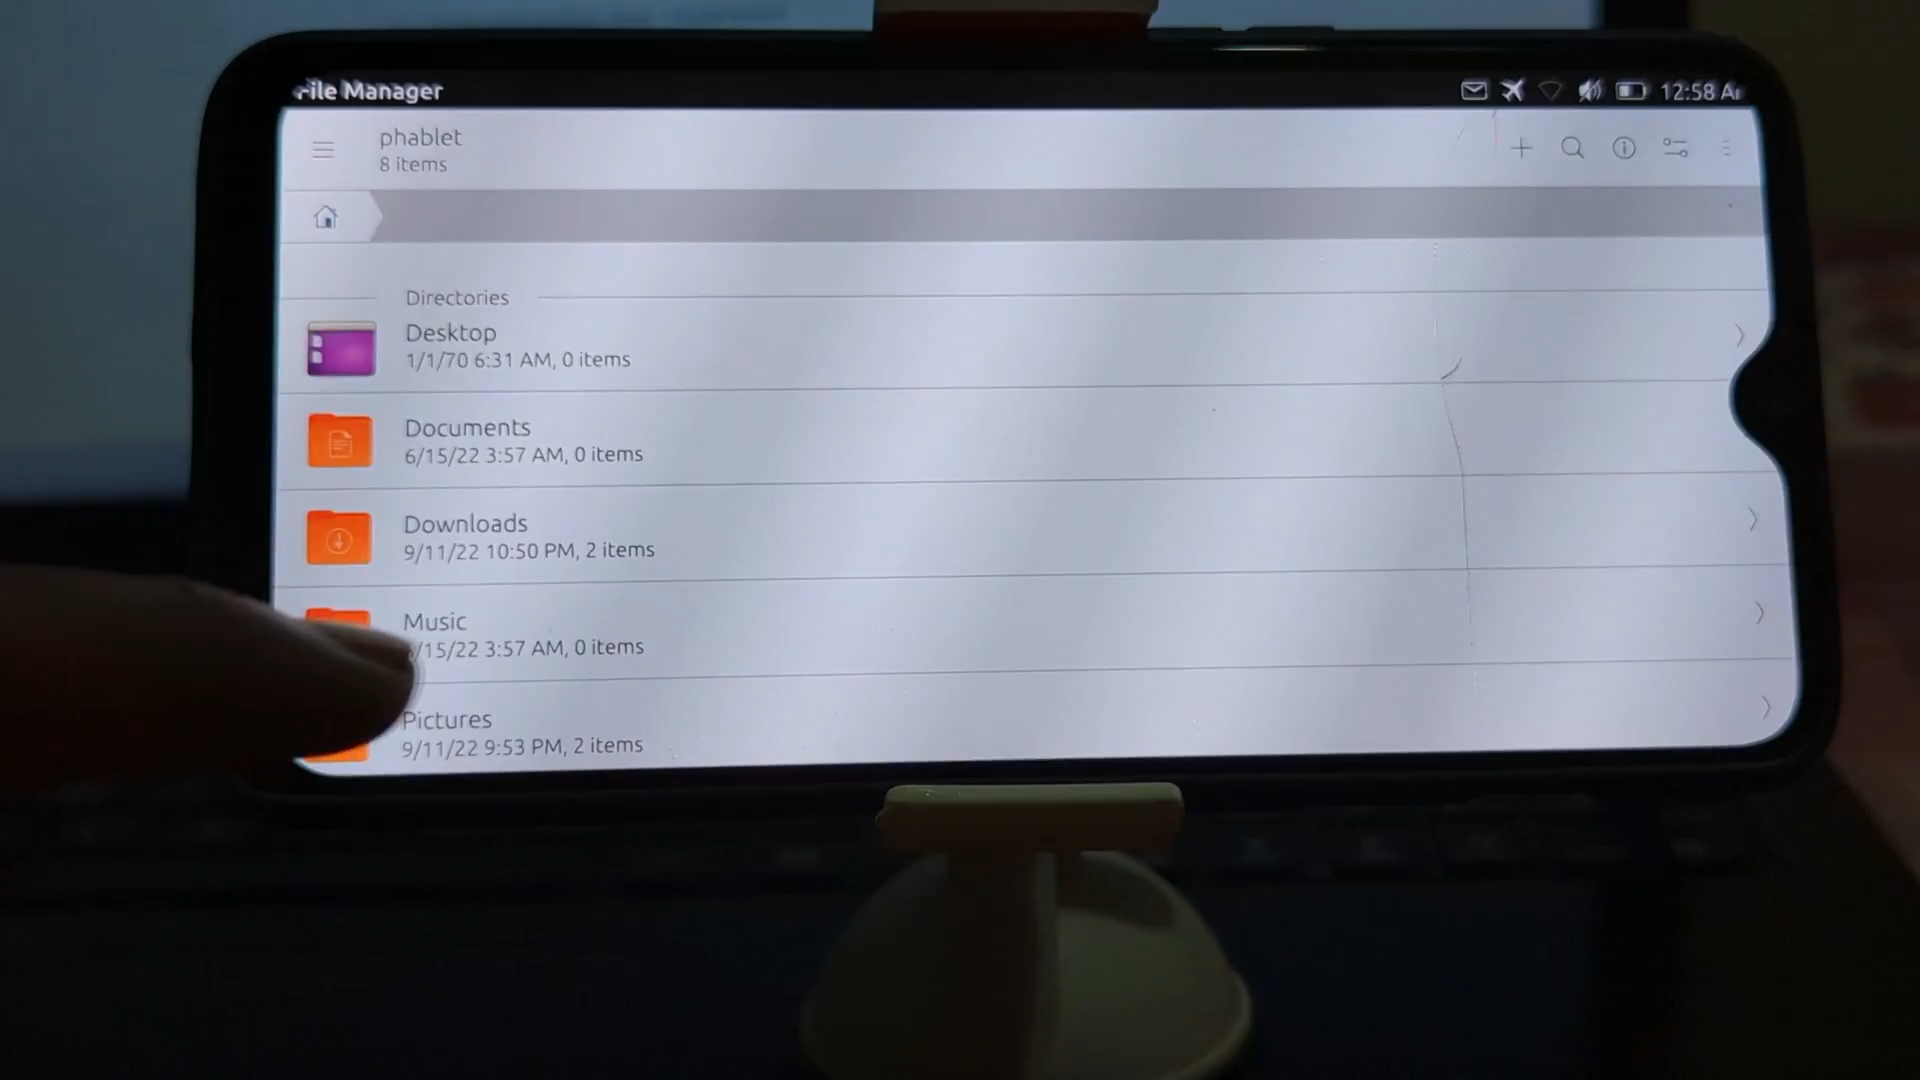 File Manager
12:58 A
phablet
8 items
Directories
Desktop
1/1/70 6:31 AM, 0 items
Documents
6/15/22 3:57 AM, 0 items
Downloads
9/11/22 10:50 PM, 2 items
Music
/15/22 3:57 AM, 0 items
Pictures
9/11/22 9:53 PM, 2 items